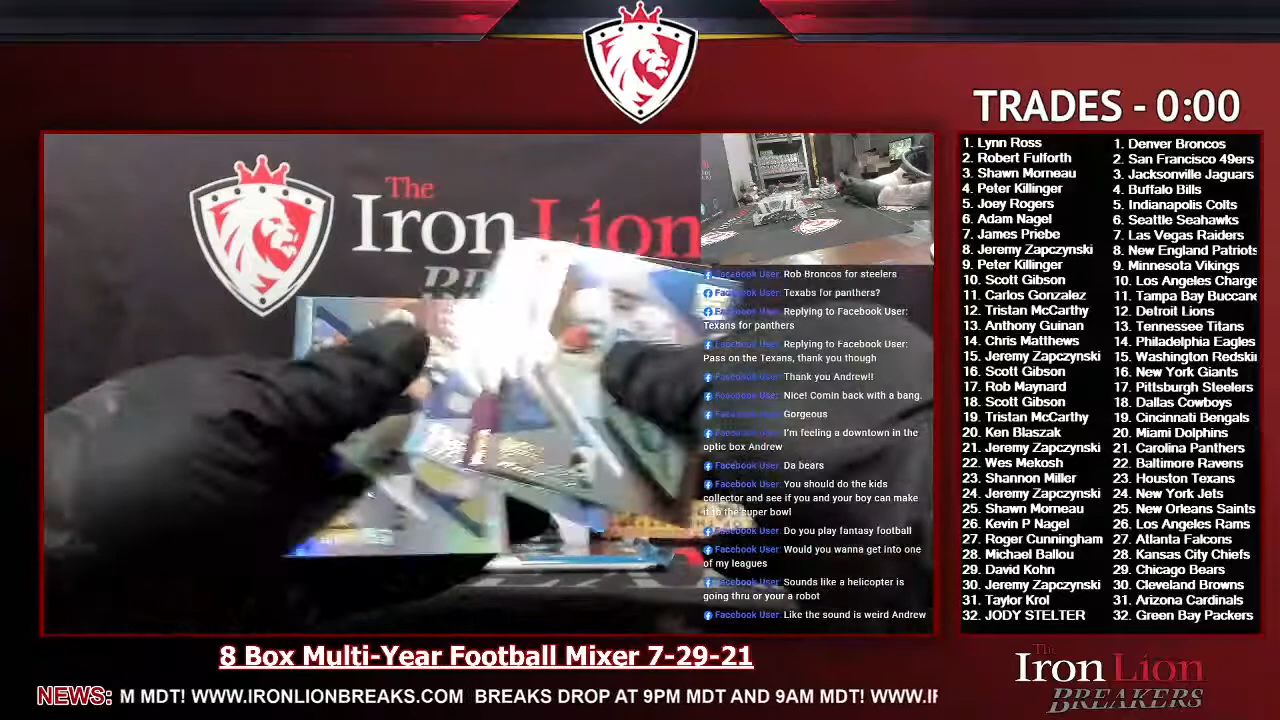 TRADES - 0:00
The
Iron Lion
1. Lynn Ross
2. Robert Fulforth
3. Shawn Morneau
4. Peter Killinger
5. Joey Rogers
6. Adam Nagel
7. James Priebe
8. Jeremy Zapczynski
9. Peter Killinger
10. Scott Gibson
11. Carlos Gonzalez
12. Tristan McCarthy
13. Anthony Guinan
14. Chris Matthews
15. Jeremy Zapczynski
16. Scott Gibson
17. Rob Maynard
18. Scott Gibson
19. Tristan McCarthy
20. Ken Blaszak
21. Jeremy Zapczynski
22. Wes Mekosh
23. Shannon Miller
24. Jeremy Zapczynski
25. Shawn Morneau
26. Kevin P Nagel
27. Roger Cunningham
28. Michael Ballou
29. David Kohn
30. Jeremy Zapczynski
31. Taylor Krol
32. JODY STELTER
1. Denver Broncos
2. San Francisco 49ers
3. Jacksonville Jaguars
4. Buffalo Bills
5. Indianapolis Colts
6. Seattle Seahawks
7. Las Vegas Raiders
8. New England Patriots
9. Minnesota Vikings
10. Los Angeles Charge
11. Tampa Bay Buccane
12. Detroit Lions
13. Tennessee Titans
14. Philadelphia Eagles
15. Washington Redski
16. New York Giants
17. Pittsburgh Steelers
18. Dallas Cowboys
19. Cincinnati Bengals
20. Miami Dolphins
21. Carolina Panthers
22. Baltimore Ravens
23. Houston Texans
24. New York Jets
25. New Orleans Saints
26. Los Angeles Rams
27. Atlanta Falcons
28. Kansas City Chiefs
29. Chicago Bears
30. Cleveland Browns
31. Arizona Cardinals
32. Green Bay Packers
Facebook User: Rob Broncos for steelers
Facebook User: Texabs for panthers?
Facebook User: Replying to Facebook User:
Texans for panthers
Facebook User: Replying to Facebook User:
Pass on the Texans, thank you though
Facebook User: Thank you Andrew!!
Facebook User: Nice! Comin back with a bang.
Facebook User: Gorgeous
Facebook User: I'm feeling a downtown in the
optic box Andrew
Facebook User: Da bears
Facebook User: You should do the kids
collector and see if you and your boy can make
it to the super bowl
Facebook User: Do you play fantasy football
Facebook User: Would you wanna get into one
of my leagues
Facebook User: Sounds like a helicopter is
going thru or your a robot
Facebook User: Like the sound is weird Andrew
8 Box Multi-Year Football Mixer 7-29-21
NEWS: M MDT! WWW.IRONLIONBREAKS.COM BREAKS DROP AT 9PM MDT AND 9AM MDT! WWW.IF
Iron Lion
BREAKERS